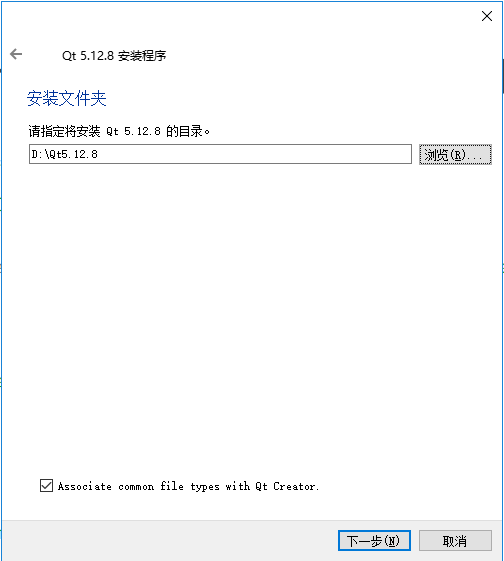 Qt 5.12.8 安装程序
安装文件夹
请指定将安装 Qt 5.12.8 的目录。
D:\Qt5.12.8
浏览(R)...
Associate common file types with Qt Creator.
下一步(N)
取消